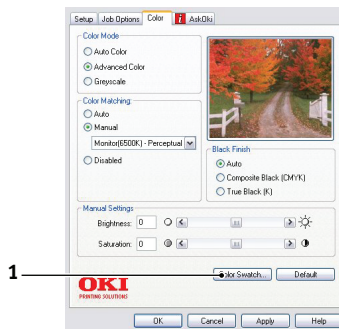 Setup Job Options Color AskOki
Color Mode
Auto Color
Advanced Color
Greyscale
Color Matching:
Auto
Manual
Monitor(6500K) - Perceptual
Disabled
Black Finish
Auto
Composite Black (CMYK)
True Black (K)
Manual Settings
Brightness: 0
Saturation: 0
1
Color Swatch... Default
OKI
PRINTING SOLUTIONS
OK Cancel Apply Help